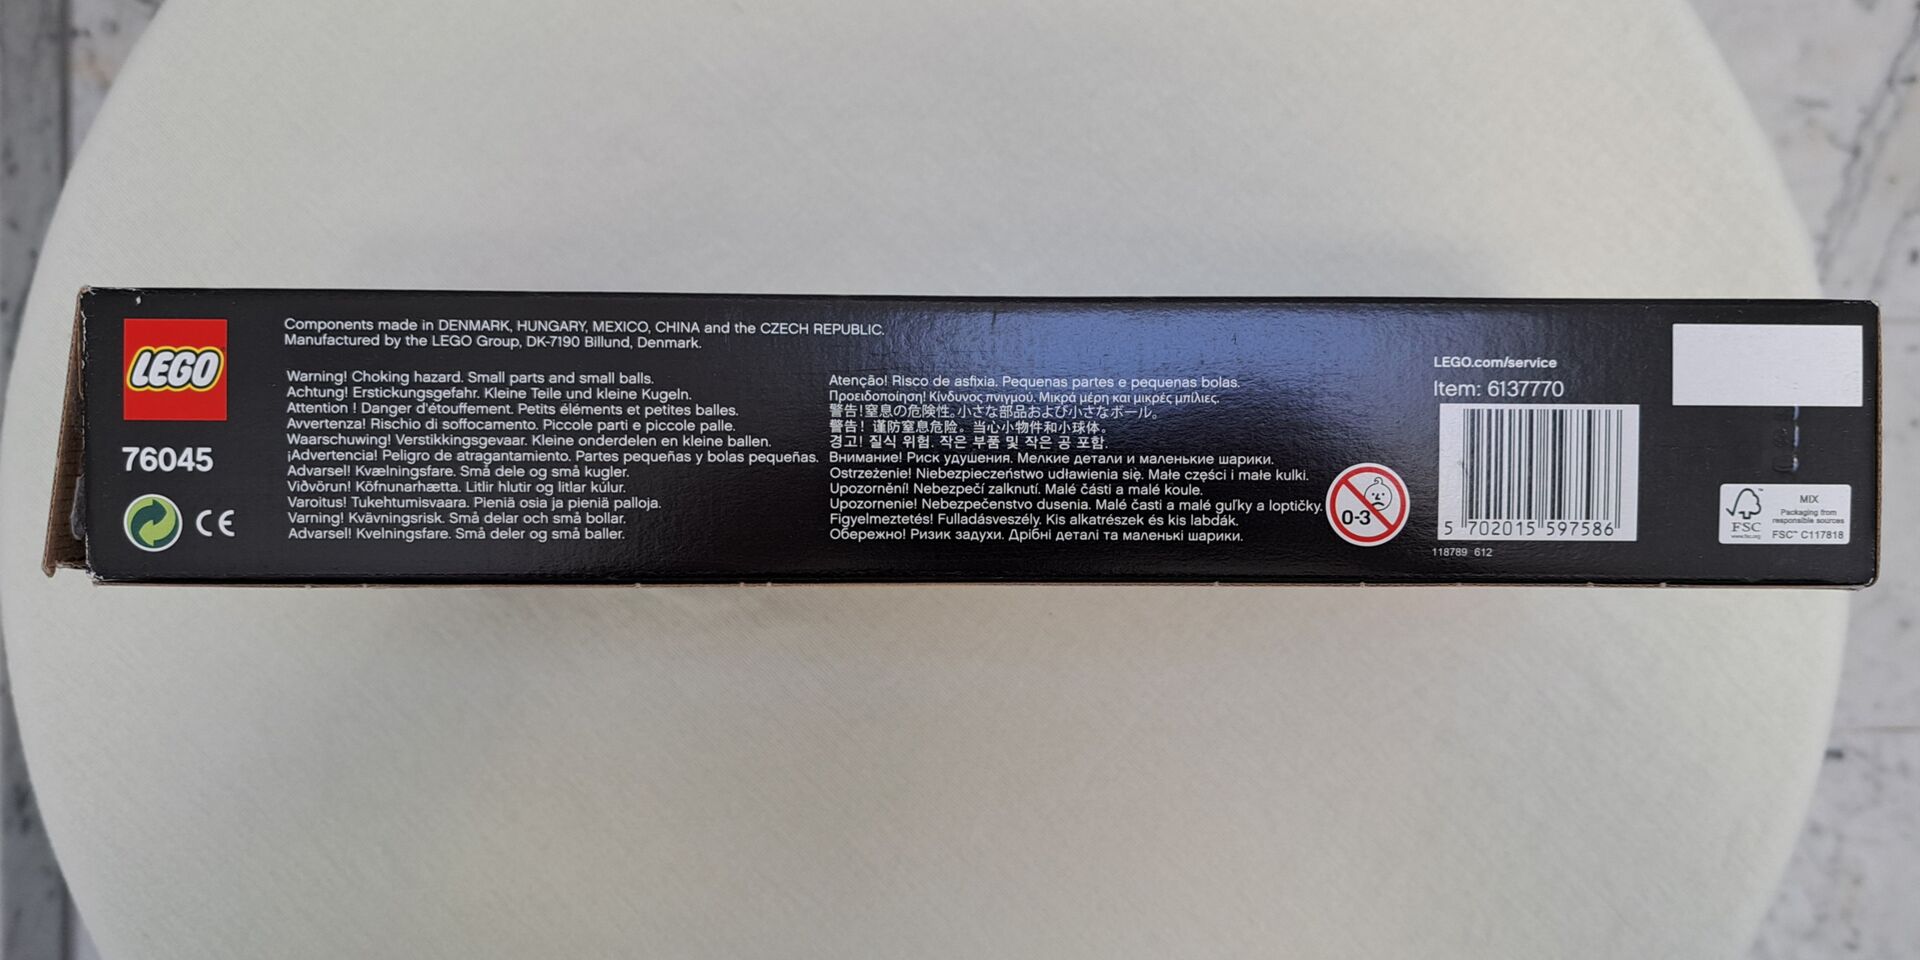 LEGO
76045
CE
Components made in DENMARK, HUNGARY, MEXICO, CHINA and the CZECH REPUBLIC.
Manufactured by the LEGO Group, DK-7190 Billund, Denmark.
Warning! Choking hazard. Small parts and small balls.
Achtung! Erstickungsgefahr. Kleine Teile und kleine Kugeln.
Attention ! Danger d'étouffement. Petits éléments et petites balles.
Avvertenza! Rischio di soffocamento. Piccole parti e piccole palle.
Waarschuwing! Verstikkingsgevaar. Kleine onderdelen en kleine ballen.
¡Advertencia! Peligro de atragantamiento. Partes pequeñas y bolas pequeñas.
Advarsel! Kvælningsfare. Små dele og små kugler.
Viðvörun! Köfnunarhætta. Litlir hlutir og litlar kúlur.
Varoitus! Tukehtumisvaara. Pieniä osia ja pieniä palloja.
Varning! Kvävningsrisk. Små delar och små bollar.
Advarsel! Kvelningsfare. Små deler og små baller.
Atenção! Risco de asfixia. Pequenas partes e pequenas bolas.
Προειδοποίηση! Κίνδυνος πνιγμού. Μικρά μέρη και μικρές μπίλιες.
警告!窒息の危険性。小さな部品および小さなボール。
警告! 谨防窒息危险。当心小物件和小球体。
경고! 질식 위험. 작은 부품 및 작은 공 포함.
Внимание! Риск удушения. Мелкие детали и маленькие шарики.
Ostrzeżenie! Niebezpieczeństwo udławienia się. Małe części i małe kulki.
Upozornění! Nebezpečí zalknutí. Malé části a malé koule.
Upozornenie! Nebezpečenstvo dusenia. Malé časti a malé guľky a loptičky.
Figyelmeztetés! Fulladásveszély. Kis alkatrészek és kis labdák.
Обережно! Ризик задухи. Дрібні деталі та маленькі шарики.
0-3
LEGO.com/service
Item: 6137770
5 702015 597586
118789 612
FSC
www.fsc.org
MIX
Packaging from
responsible sources
FSC™ C117818